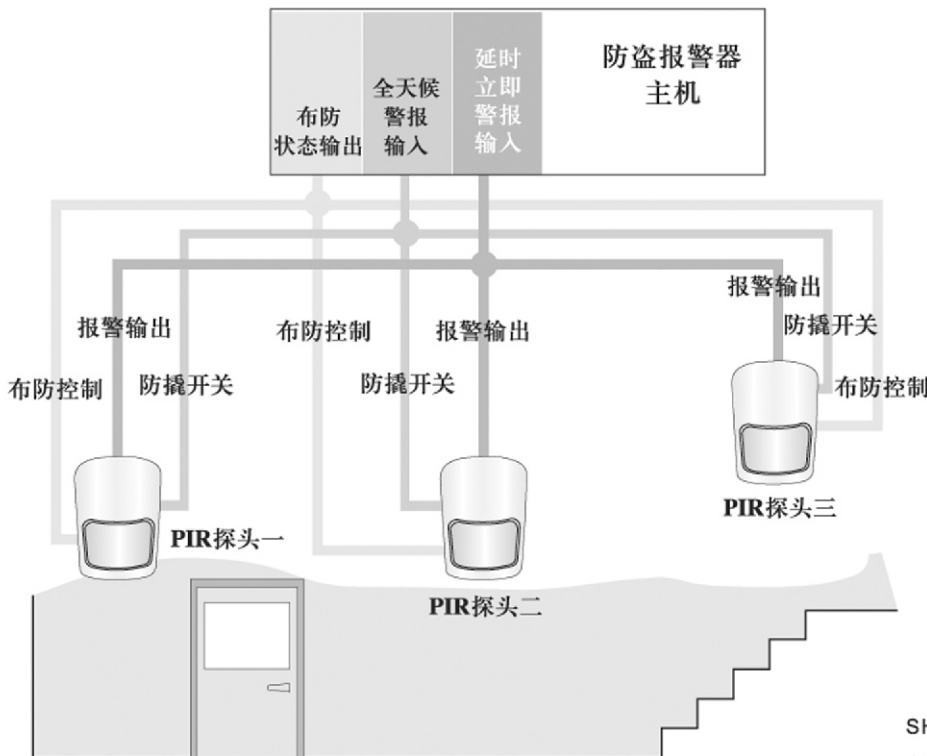 布防
状态输出
全天候
警报
输入
延时
立即
警报
输入
防盗报警器
主机
报警输出
布防控制
防撬开关
布防控制
报警输出
防撬开关
报警输出
防撬开关
布防控制
PIR探头一
PIR探头二
PIR探头三
SH